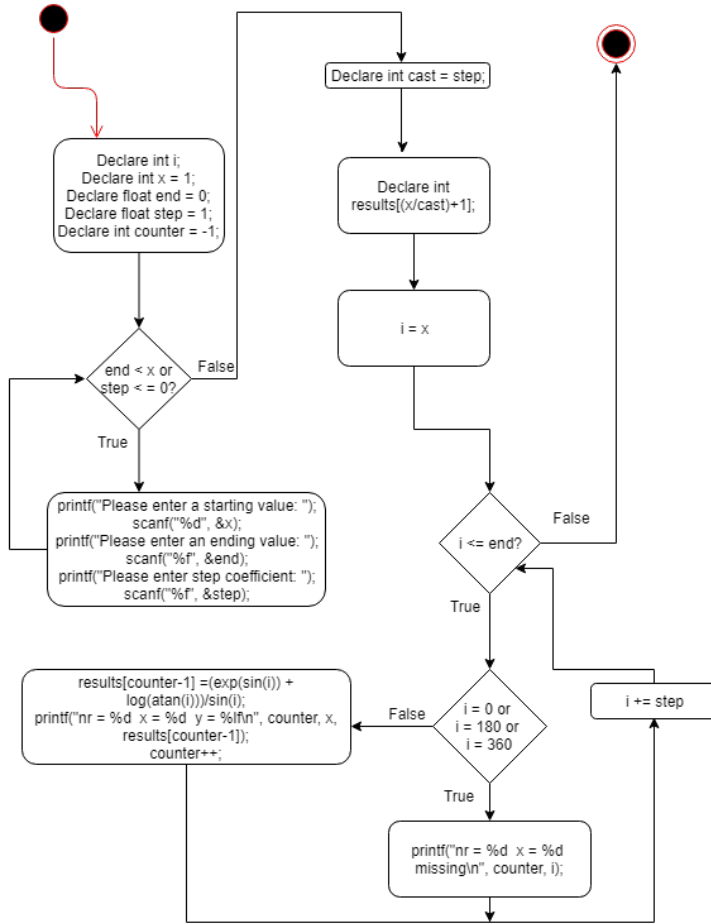 Declare int i;
Declare int x = 1;
Declare float end = 0;
Declare float step = 1;
Declare int counter = -1;
end < x or
step < = 0?
False
True
printf("Please enter a starting value: ");
scanf("%d", &x);
printf("Please enter an ending value: ");
scanf("%f", &end);
printf("Please enter step coefficient: ");
scanf("%f", &step);
Declare int cast = step;
Declare int
results[(x/cast)+1];
i = x
i <= end?
False
True
i = 0 or
i = 180 or
i = 360
False
True
results[counter-1] =(exp(sin(i)) +
log(atan(i)))/sin(i);
printf("nr = %d x = %d y = %lf\n", counter, x,
results[counter-1]);
counter++;
printf("nr = %d x = %d
missing\n", counter, i);
i += step